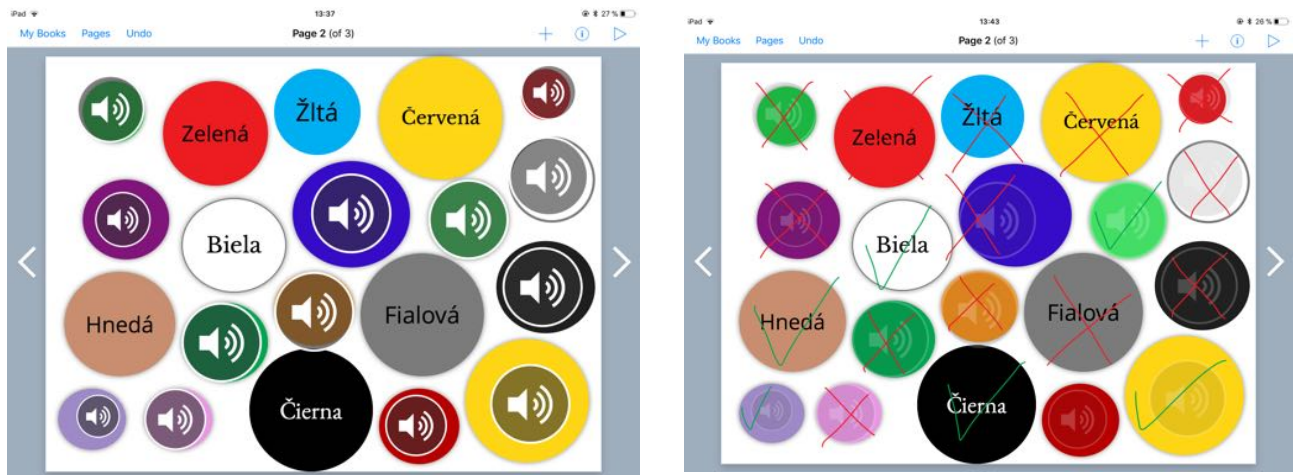 iPad
13:37
27 %
My Books
Pages
Undo
Page 2 (of 3)
Zelená
Žltá
Červená
Biela
Hnedá
Fialová
Čierna
iPad
13:43
26 %
My Books
Pages
Undo
Page 2 (of 3)
Zelená
Žltá
Červená
Biela
Hnedá
Fialová
Čierna